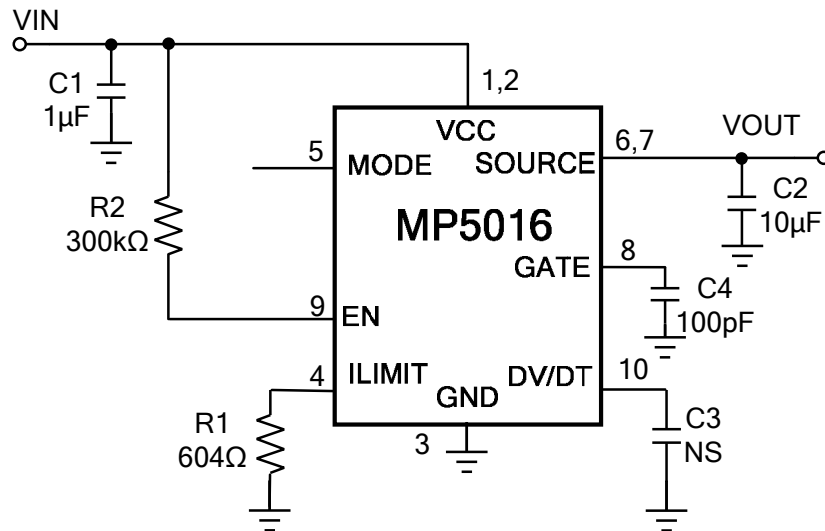 VIN
C1
1µF
1,2
VCC
5
MODE
SOURCE
6,7
VOUT
C2
10µF
R2
300kΩ
MP5016
GATE
8
C4
100pF
9
EN
4
ILIMIT
DV/DT
10
GND
R1
604Ω
3
C3
NS